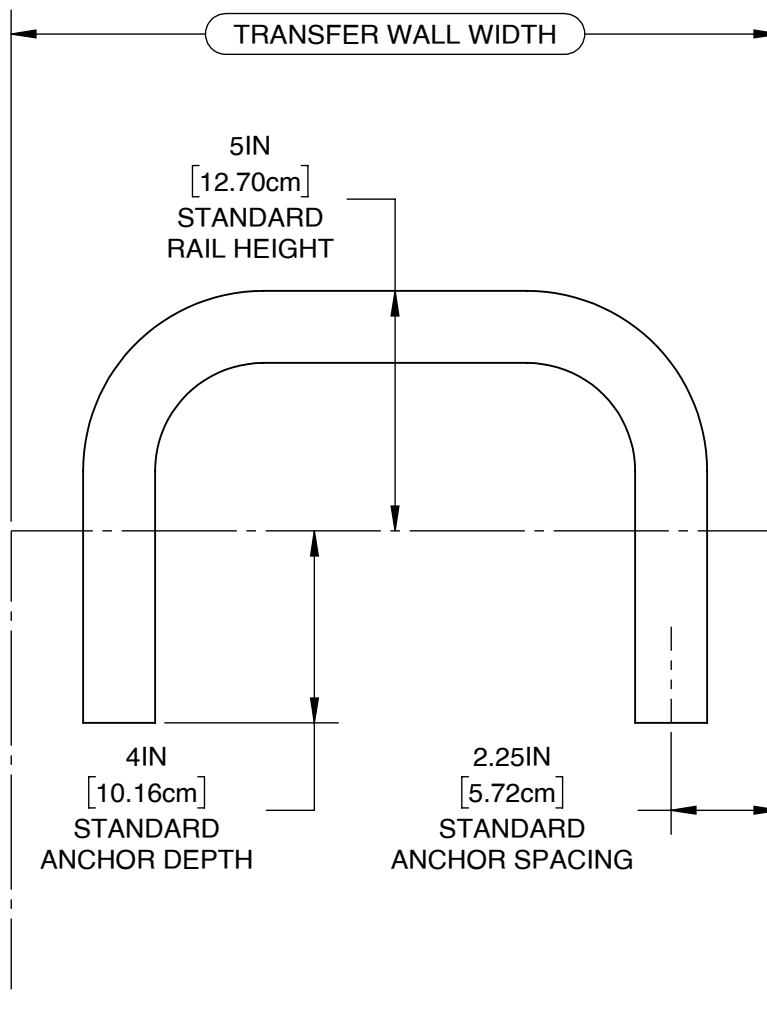 TRANSFER WALL WIDTH
5IN
[12.70cm]
STANDARD
RAIL HEIGHT
4IN
[10.16cm]
STANDARD
ANCHOR DEPTH
2.25IN
[5.72cm]
STANDARD
ANCHOR SPACING